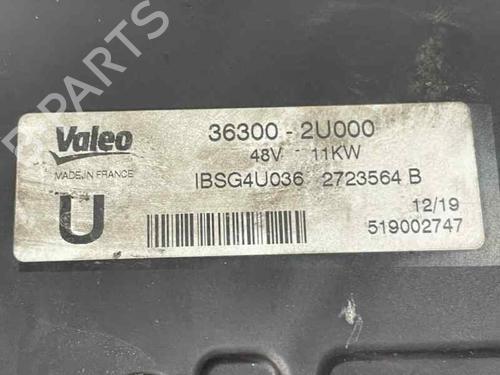 Valeo
MADE IN FRANCE
U
36300 - 2U000
48V 11KW
IBSG4U036 2723564 B
12/19
519002747
B-PARTS